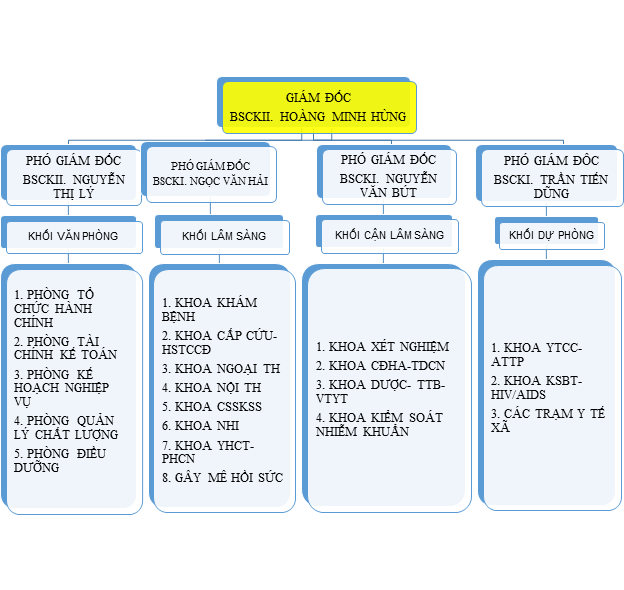 GIÁM ĐỐC
BSCKII. HOÀNG MINH HÙNG
PHÓ GIÁM ĐỐC
BSCKII. NGUYỄN
THỊ LÝ
PHÓ GIÁM ĐỐC
BSCKI. NGỌC VĂN HẢI
PHÓ GIÁM ĐỐC
BSCKI. NGUYỄN
VĂN BÚT
PHÓ GIÁM ĐỐC
BSCKI. TRẦN TIẾN
DŨNG
KHỐI VĂN PHÒNG
KHỐI LÂM SÀNG
KHỐI CẬN LÂM SÀNG
KHỐI DỰ PHÒNG
1. PHÒNG TỔ
CHỨC HÀNH
CHÍNH
2. PHÒNG TÀI
CHÍNH KẾ TOÁN
3. PHÒNG KẾ
HOẠCH NGHIỆP
VỤ
4. PHÒNG QUẢN
LÝ CHẤT LƯỢNG
5. PHÒNG ĐIỀU
DƯỠNG
1. KHOA KHÁM
BỆNH
2. KHOA CẤP CỨU-
HSTCCĐ
3. KHOA NGOẠI TH
4. KHOA NỘI TH
5. KHOA CSSKSS
6. KHOA NHI
7. KHOA YHCT-
PHCN
8. GÂY MÊ HỒI SỨC
1. KHOA XÉT NGHIỆM
2. KHOA CĐHA-TDCN
3. KHOA DƯỢC- TTB-
VTYT
4. KHOA KIỂM SOÁT
NHIỄM KHUẨN
1. KHOA YTCC-
ATTP
2. KHOA KSBT-
HIV/AIDS
3. CÁC TRẠM Y TẾ
XÃ